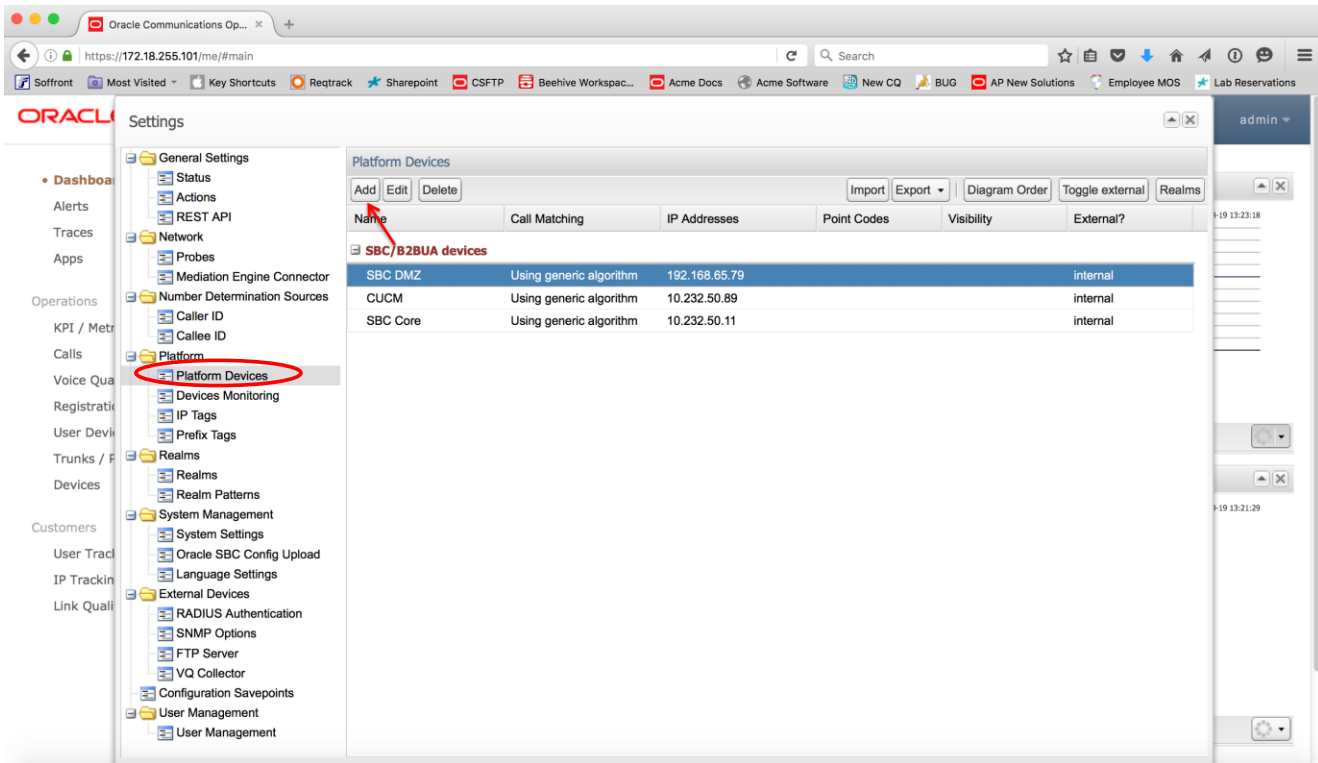 Oracle Communications Op...
https://172.18.255.101/me/#main
Search
Soffront Most Visited Key Shortcuts Reqtrack Sharepoint CSFTP Beehive Workspac... Acme Docs Acme Software New CQ BUG AP New Solutions Employee MOS Lab Reservations
ORACL
Settings
admin
• Dashboa
Alerts
Traces
Apps
Operations
KPI / Metr
Calls
Voice Qua
Registratio
User Devi
Trunks / P
Devices
Customers
User Track
IP Trackin
Link Quali
General Settings
Status
Actions
REST API
Network
Probes
Mediation Engine Connector
Number Determination Sources
Caller ID
Callee ID
Platform
Platform Devices
Devices Monitoring
IP Tags
Prefix Tags
Realms
Realms
Realm Patterns
System Management
System Settings
Oracle SBC Config Upload
Language Settings
External Devices
RADIUS Authentication
SNMP Options
FTP Server
VQ Collector
Configuration Savepoints
User Management
User Management
Platform Devices
Add Edit Delete Import Export Diagram Order Toggle external Realms
Name Call Matching IP Addresses Point Codes Visibility External?
SBC/B2BUA devices
SBC DMZ Using generic algorithm 192.168.65.79 internal
CUCM Using generic algorithm 10.232.50.89 internal
SBC Core Using generic algorithm 10.232.50.11 internal
-19 13:23:18
-19 13:21:29